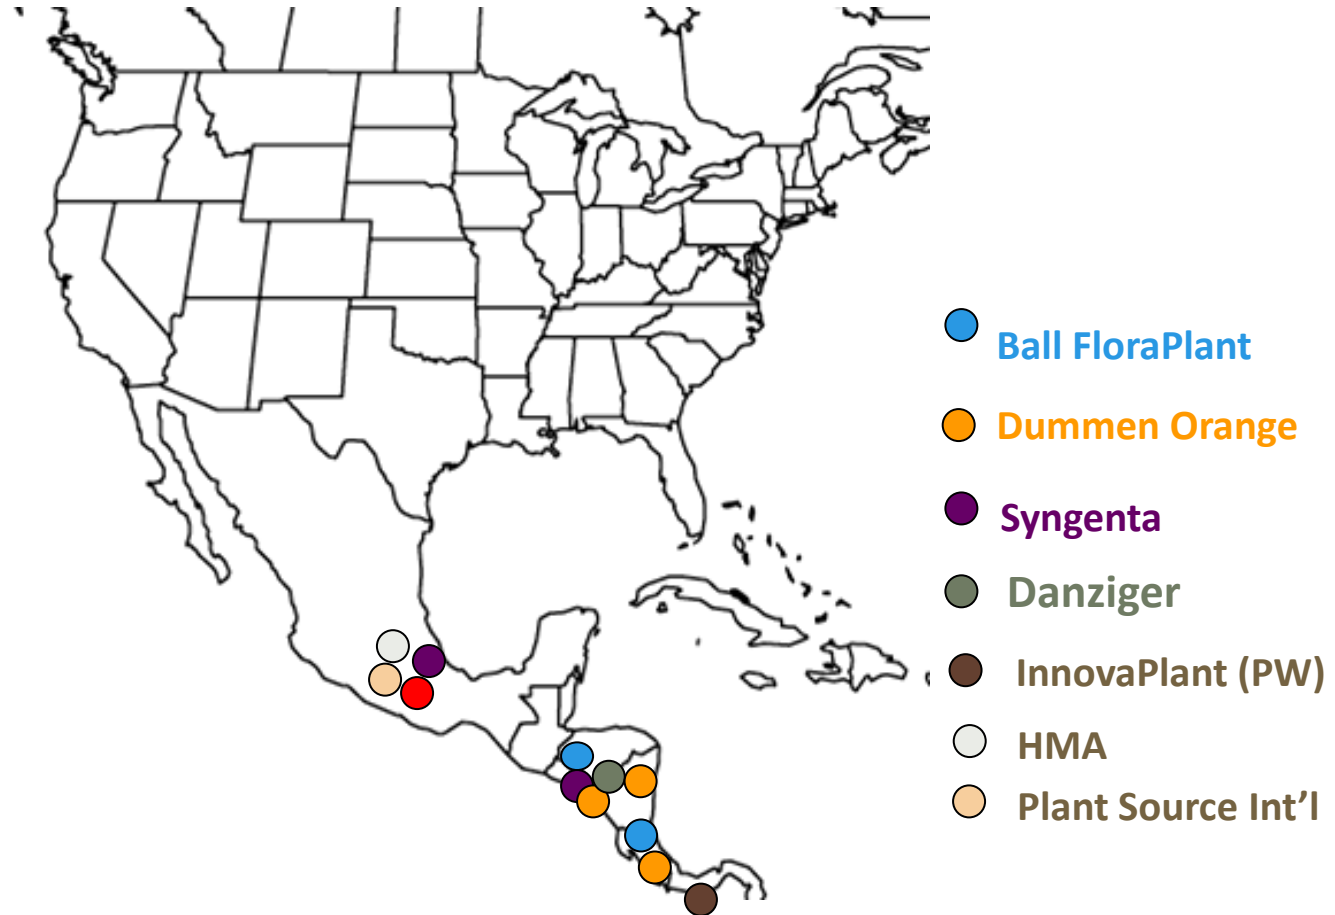 Ball FloraPlant
Dummen Orange
Syngenta
Danziger
InnovaPlant (PW)
HMA
Plant Source Int’l